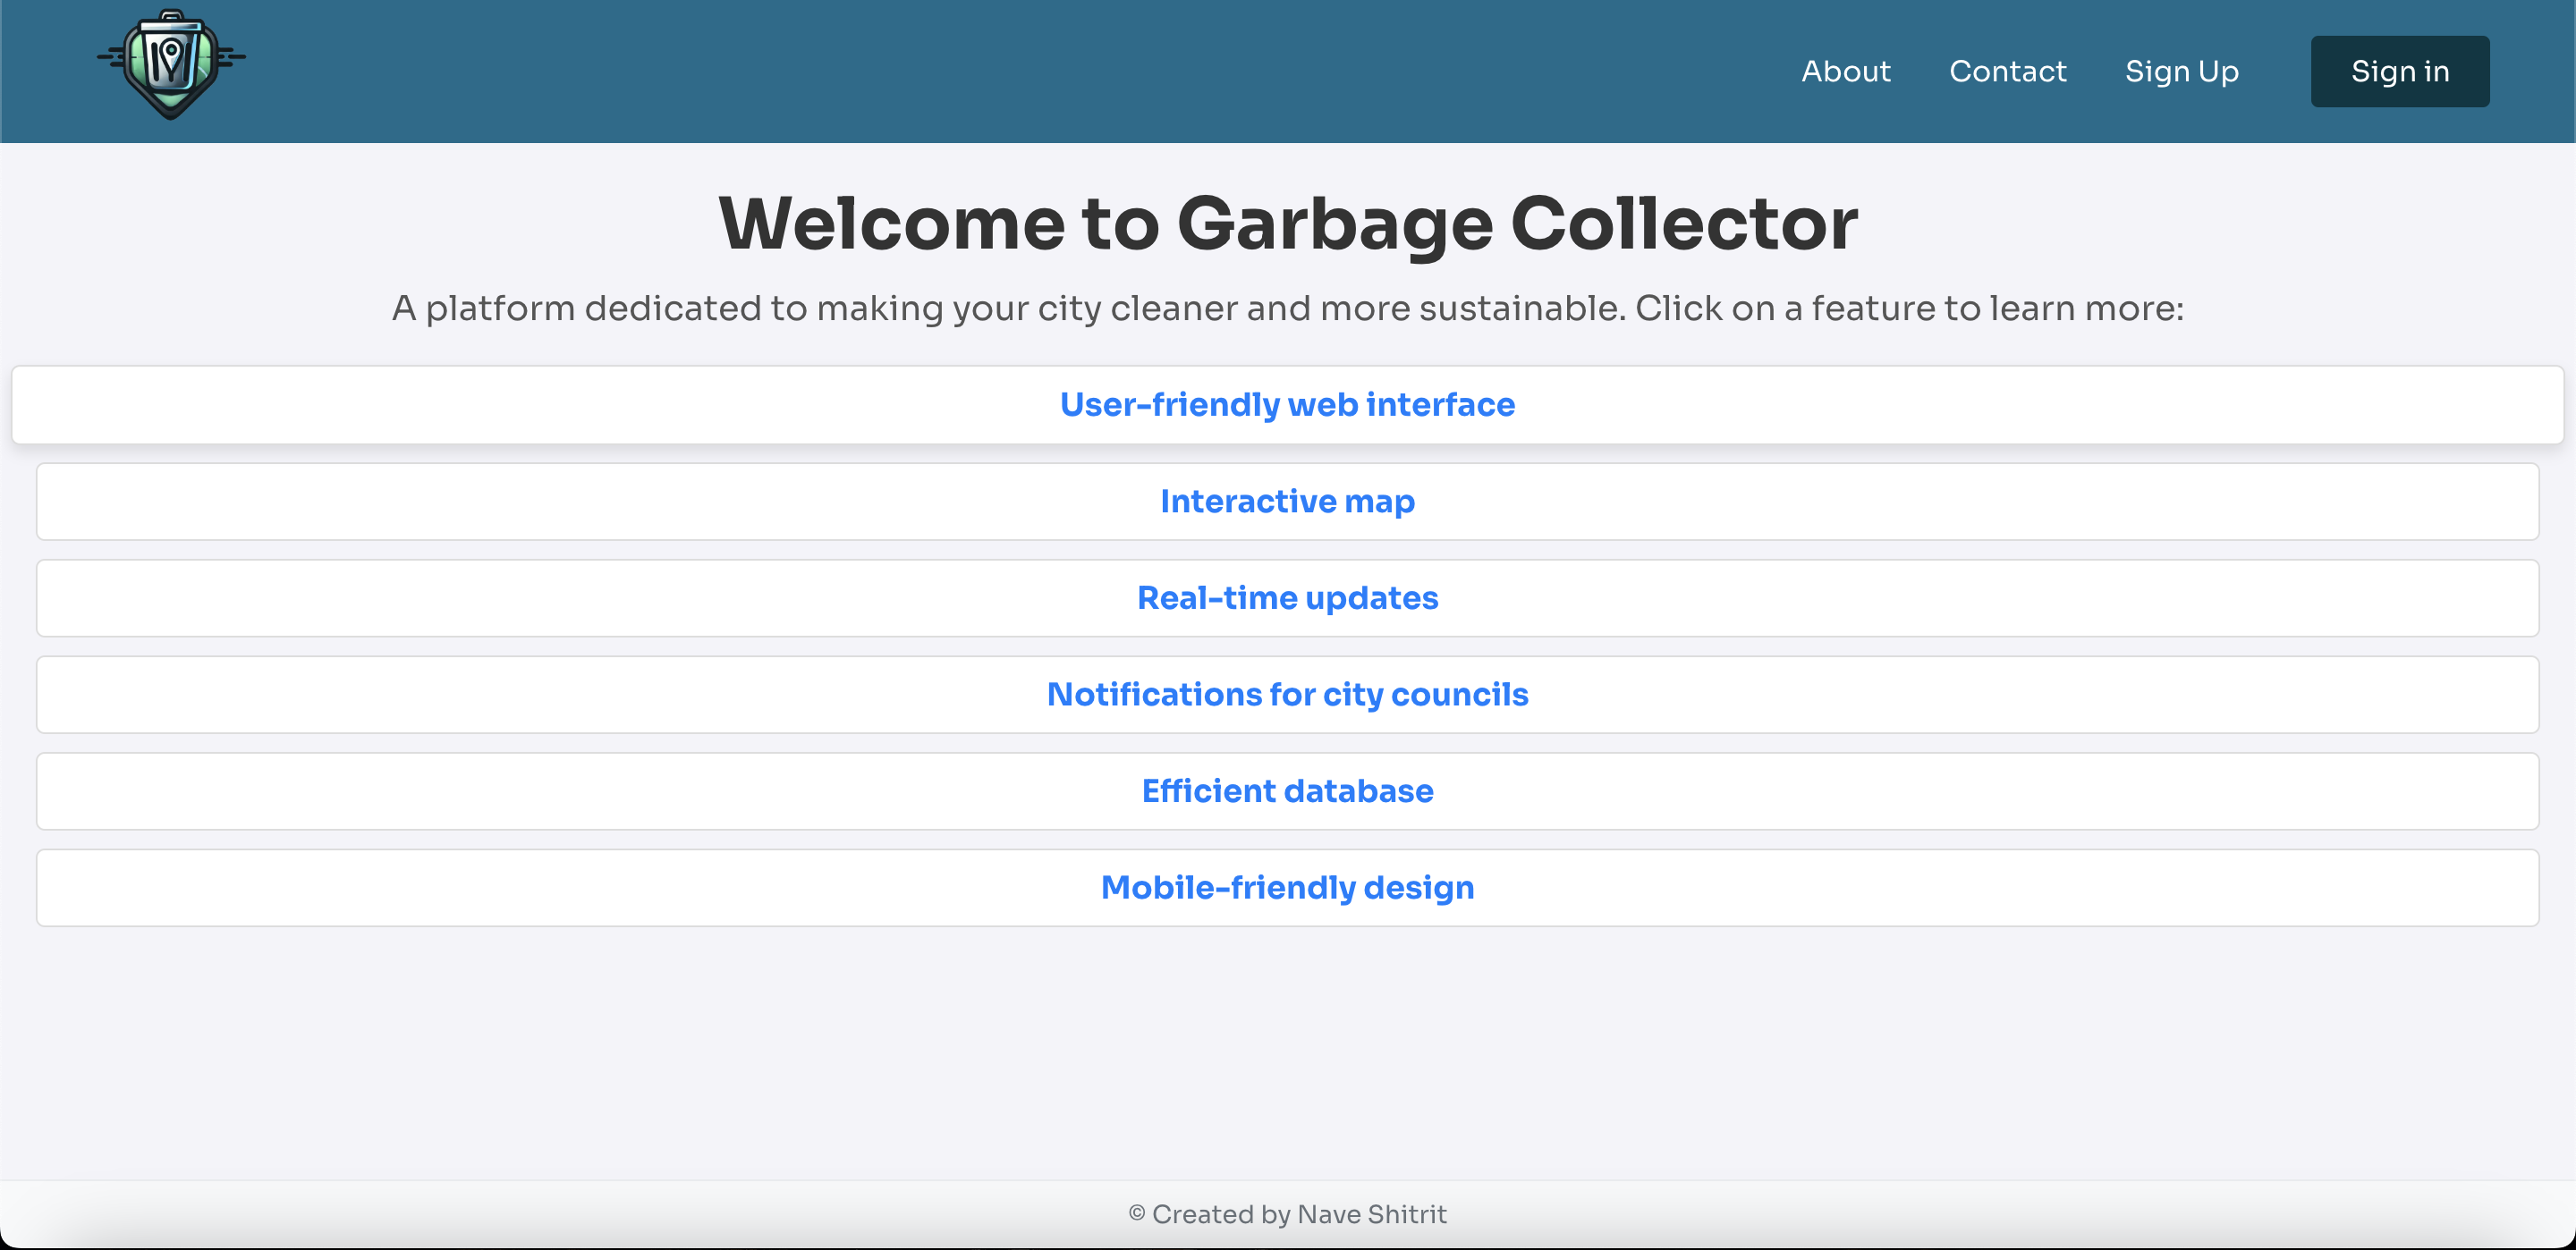 About
Contact
Sign Up
Sign in
Welcome to Garbage Collector
A platform dedicated to making your city cleaner and more sustainable. Click on a feature to learn more:
User-friendly web interface
Interactive map
Real-time updates
Notifications for city councils
Efficient database
Mobile-friendly design
© Created by Nave Shitrit